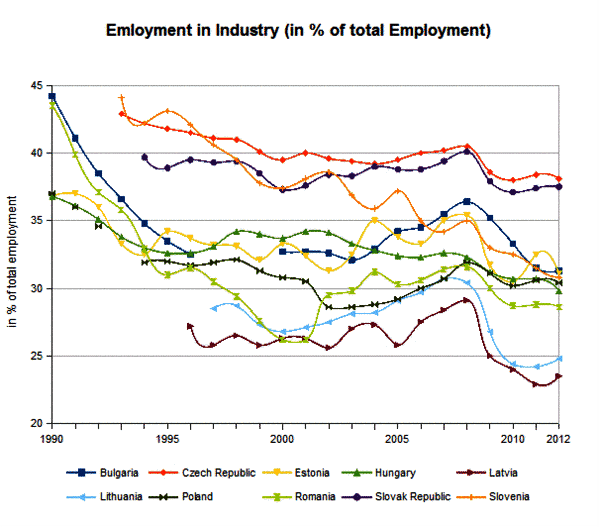 Emloyment in Industry (in % of total Employment)
in % of total employment
45
40
35
30
25
20
1990
1995
2000
2005
2010
2012
Bulgaria
Czech Republic
Estonia
Hungary
Latvia
Lithuania
Poland
Romania
Slovak Republic
Slovenia